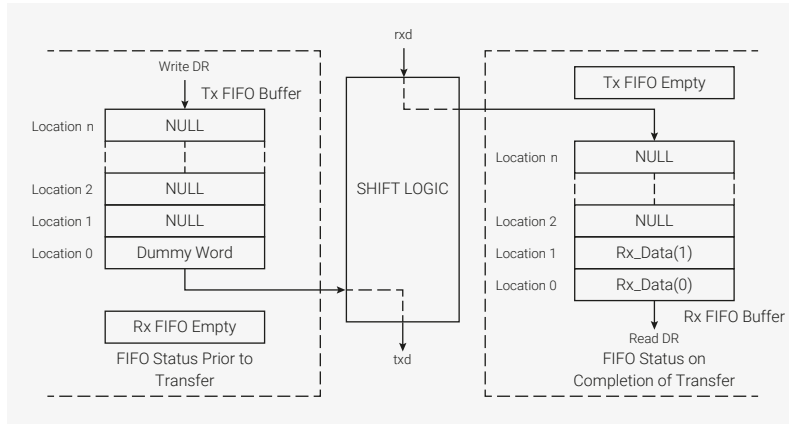 Write DR
Tx FIFO Buffer
Location n
NULL
Location 2
NULL
Location 1
NULL
Location 0
Dummy Word
Rx FIFO Empty
FIFO Status Prior to
Transfer
rxd
SHIFT LOGIC
txd
Tx FIFO Empty
Location n
NULL
Location 2
NULL
Location 1
Rx_Data(1)
Location 0
Rx_Data(0)
Rx FIFO Buffer
Read DR
FIFO Status on
Completion of Transfer